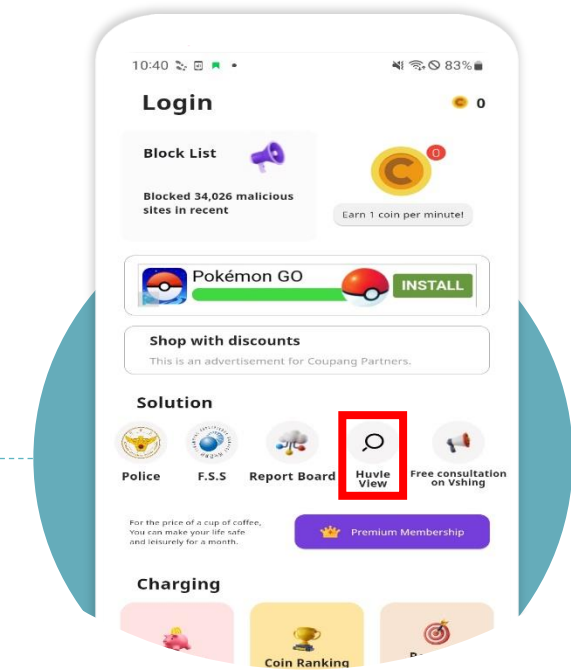 10:40
83%
Login
0
Block List
0
Blocked 34,026 malicious
sites in recent
C
Earn 1 coin per minute!
Pokémon GO
INSTALL
Shop with discounts
This is an advertisement for Coupang Partners.
Solution
Police
F.S.S
Report Board
Huvle
View
Free consultation
on Vshing
For the price of a cup of coffee,
You can make your life safe
and leisurely for a month.
Premium Membership
Charging
Coin Ranking